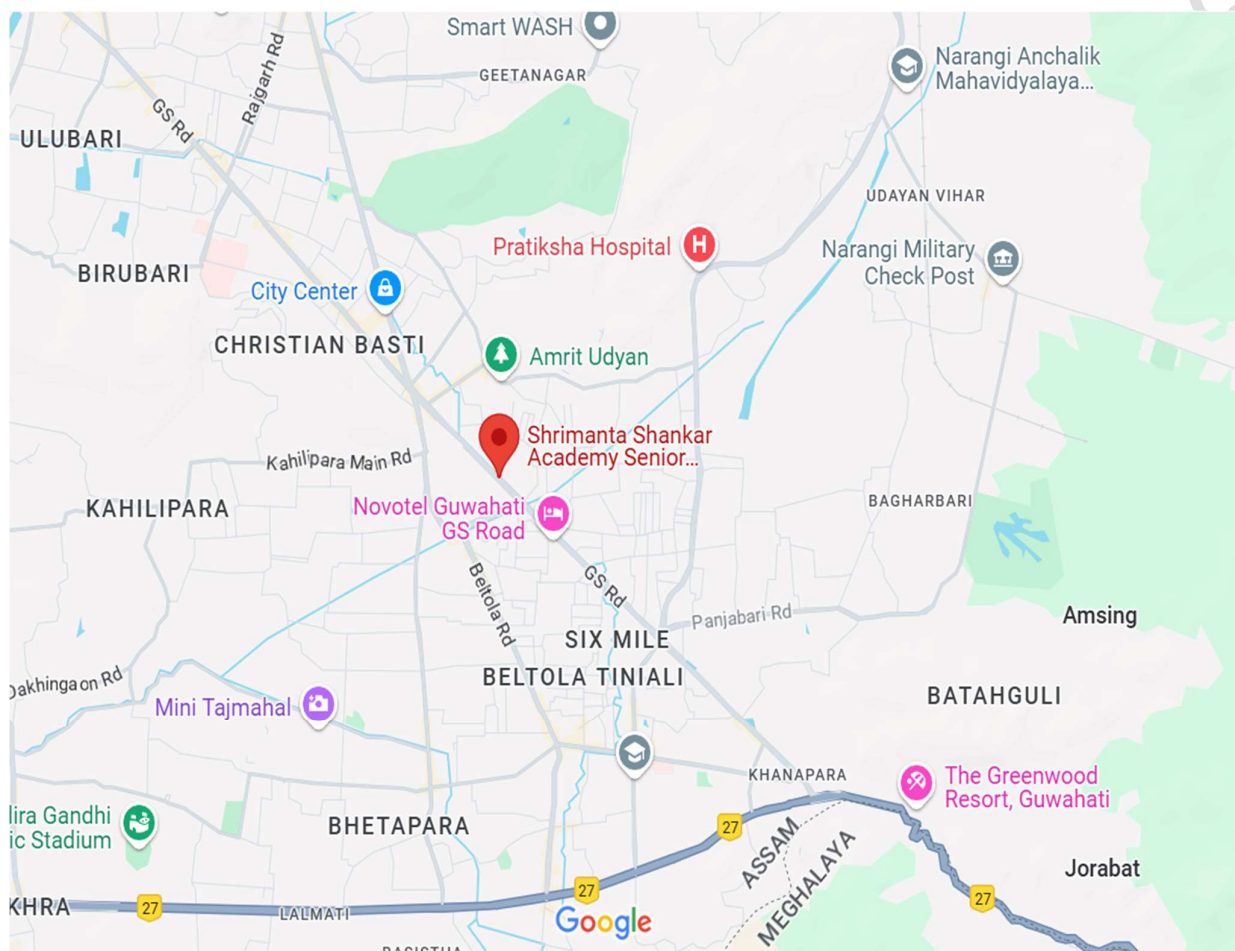 Smart WASH
GEETANAGAR
Narangi Anchalik
Mahavidyalaya...
Rajgarh Rd
GS Rd
ULUBARI
UDAYAN VIHAR
Pratiksha Hospital
H
Narangi Military
Check Post
BIRUBARI
City Center
CHRISTIAN BASTI
Amrit Udyan
Shrimanta Shankar
Academy Senior...
Kahilipara Main Rd
KAHILIPARA
Novotel Guwahati
GS Road
BAGHARBARI
Beltola Rd
GS Rd
Panjabari Rd
Amsing
SIX MILE
BELTOLA TINIALI
Dakhingaon Rd
Mini Tajmahal
BATAHGULI
KHANAPARA
The Greenwood
Resort, Guwahati
dira Gandhi
ic Stadium
BHETAPARA
27
ASSAM
MEGHALAYA
Jorabat
27
27
KHRA
27
LALMATI
Google
BASISTHA